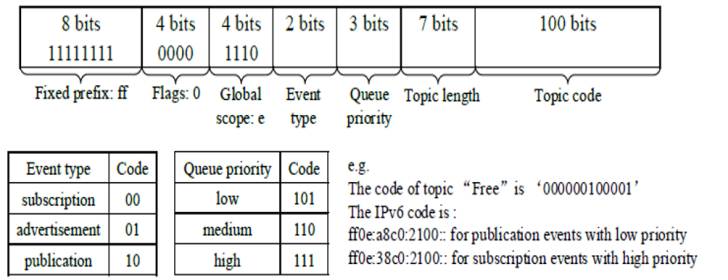 8 bits 4 bits 4 bits 2 bits 3 bits 7 bits 100 bits
11111111 0000 1110
Fixed prefix: ff Flags: 0 Global scope: e Event type Queue priority Topic length Topic code
Event type Code
subscription 00
advertisement 01
publication 10
Queue priority Code
low 101
medium 110
high 111
e.g.
The code of topic “Free”is ‘000000100001’
The IPv6 code is :
ff0e:a8c0:2100:: for publication events with low priority
ff0e:38c0:2100:: for subscription events with high priority